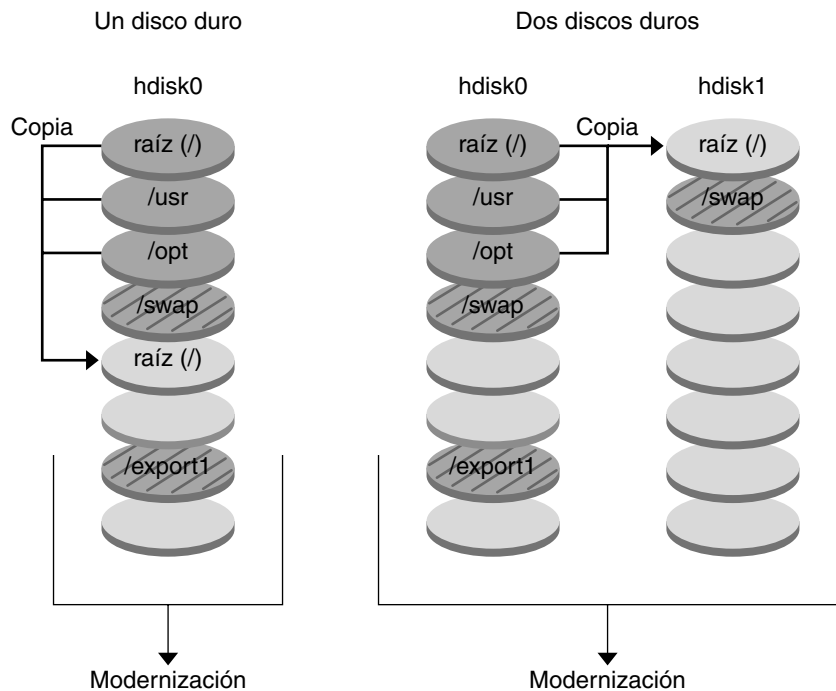 Un disco duro
hdisk0
Copia
raíz (/)
/usr
/opt
/swap
raíz (/)
/export1
Modernización
Dos discos duros
hdisk0
hdisk1
Copia
raíz (/)
/usr
/opt
/swap
/export1
raíz (/)
/swap
Modernización